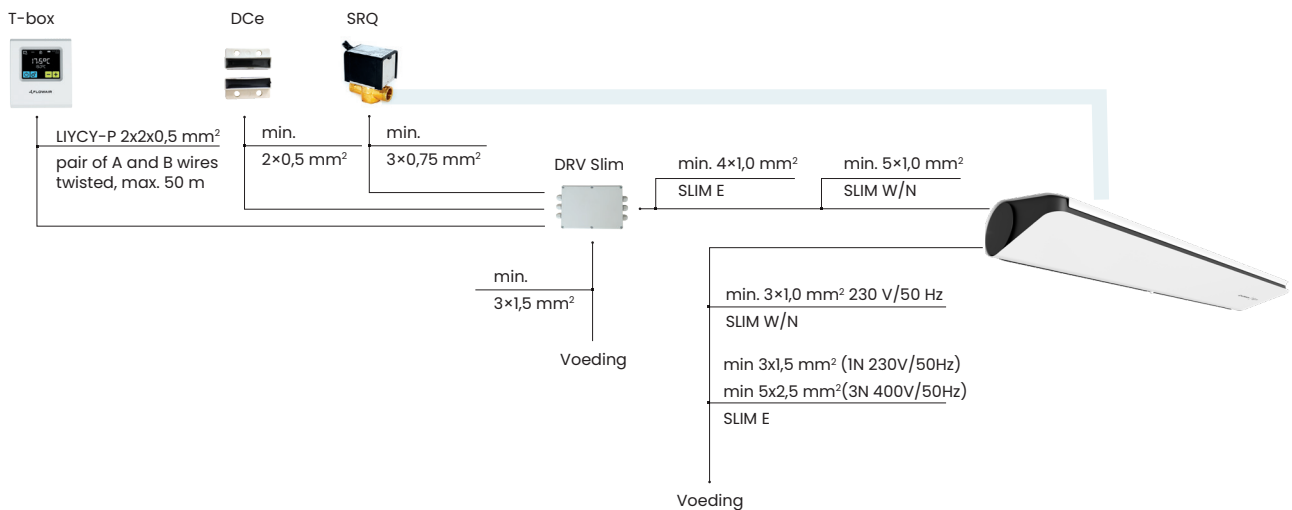 T-box
DCe
SRQ
17.5°C
FLOWAIR
LIYCY-P 2x2x0,5 mm²
pair of A and B wires
twisted, max. 50 m
min.
2×0,5 mm²
min.
3×0,75 mm²
DRV Slim
min. 4×1,0 mm²
SLIM E
min. 5×1,0 mm²
SLIM W/N
min.
3×1,5 mm²
Voeding
min. 3×1,0 mm² 230 V/50 Hz
SLIM W/N
min 3x1,5 mm² (1N 230V/50Hz)
min 5x2,5 mm²(3N 400V/50Hz)
SLIM E
Voeding